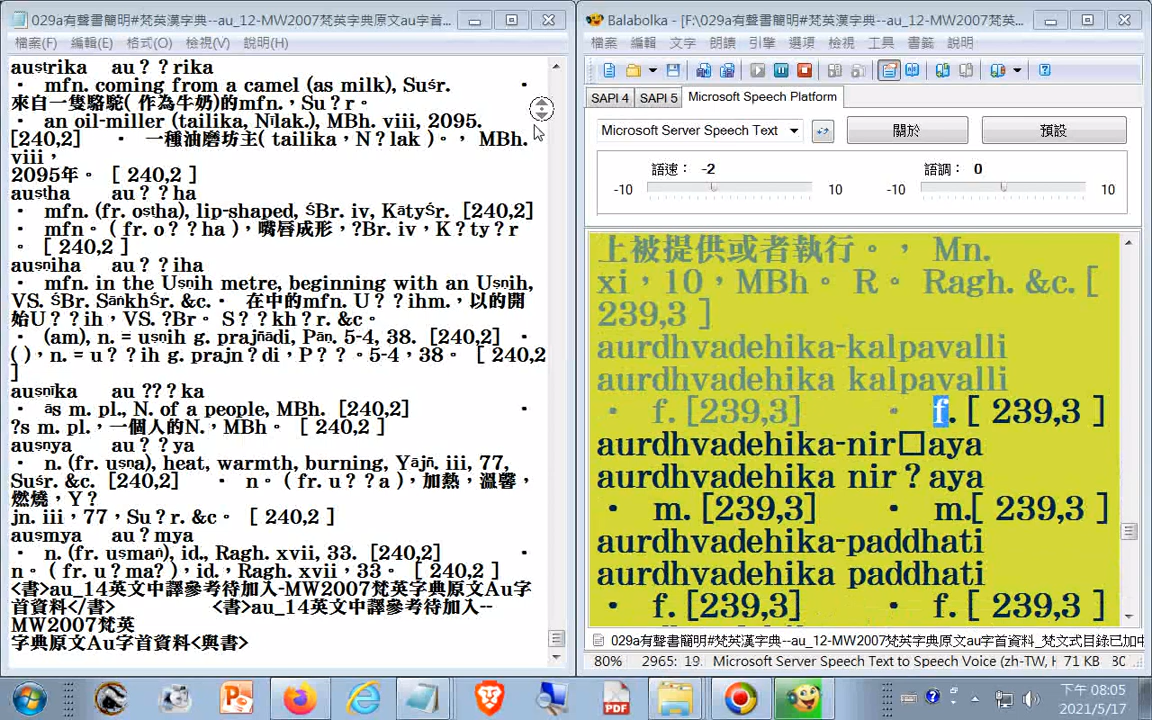 029a有聲書簡明#梵英漢字典--au_12-MW2007梵英字典原文au字首...
檔案(F) 編輯(E) 格式(O) 檢視(V) 說明(H)
auṣṭrika au??rika
• mfn. coming from a camel (as milk), Suśr. •
來自一隻駱駝( 作為牛奶)的mfn.，Su?r。
• an oil-miller (tailika, Nīlak.), MBh. viii, 2095.
[240,2] • 一種油磨坊主( tailika，N?lak )。， MBh.
viii，
2095年。 [ 240,2 ]
auṣṭha au??ha
• mfn. (fr. oṣṭha), lip-shaped, ŚBr. iv, KātyŚr. [240,2]
• mfn。( fr. o??ha )，嘴唇成形，?Br. iv，K?ty?r
。 [ 240,2 ]
auṣṇiha au??iha
• mfn. in the Uṣṇih metre, beginning with an Uṣṇih,
VS. ŚBr. ŚāṅkhŚr. &c.• 在中的mfn. U??ihm.，以的開
始U??ih，VS. ?Br。 S??kh?r. &c。
• (am), n. = uṣṇih g. prajñādi, Pāṇ. 5-4, 38. [240,2]
( )，n. = u??ih g. prajn?di，P??。5-4，38。 [ 240,2
]
auṣṇīka au???ka
• ās m. pl., N. of a people, MBh. [240,2] •
?s m. pl.，一個人的N.，MBh。 [ 240,2 ]
auṣṇya au??ya
• n. (fr. uṣṇa), heat, warmth, burning, Yājñ. iii, 77,
Suśr. &c. [240,2] • n。( fr. u??a )，加熱，溫馨，
燃燒，Y?
jn. iii，77，Su?r. &c。 [ 240,2 ]
auṣmya au?mya
• n. (fr. uṣman), id., Ragh. xvii, 33. [240,2] •
n。( fr. u?ma?)，id.，Ragh. xvii，33。 [ 240,2 ]
<書>au_14英文中譯參考待加入-MW2007梵英字典原文Au字
首資料</書> <書>au_14英文中譯參考待加入--
MW2007梵英
字典原文Au字首資料<與書>
Balabolka - [F:\029a有聲書簡明#梵英漢字典--au_12-MW2007梵英...
檔案 編輯 文字 朗讀 引擎 選項 檢視 工具 書籤 說明
SAPI 4 SAPI 5 Microsoft Speech Platform
Microsoft Server Speech Text 關於 預設
語速： -2 語調： 0
-10 10 -10 10
上被提供或者執行。， Mn.
xi，10，MBh。 R。 Ragh. &c. [
239,3 ]
aurdhvadehika-kalpavalli
aurdhvadehika kalpavalli
• f. [239,3] • f. [ 239,3 ]
aurdhvadehika-nir□aya
aurdhvadehika nir?aya
• m. [239,3] • m.[ 239,3 ]
aurdhvadehika-paddhati
aurdhvadehika paddhati
• f. [239,3] • f. [ 239,3 ]
029a有聲書簡明#梵英漢字典--au_12-MW2007梵英字典原文au字首資料_梵文式目錄已加中
80% 2965: 19 Microsoft Server Speech Text to Speech Voice (zh-TW, H 71 KB
下午 08:05
2021/5/17